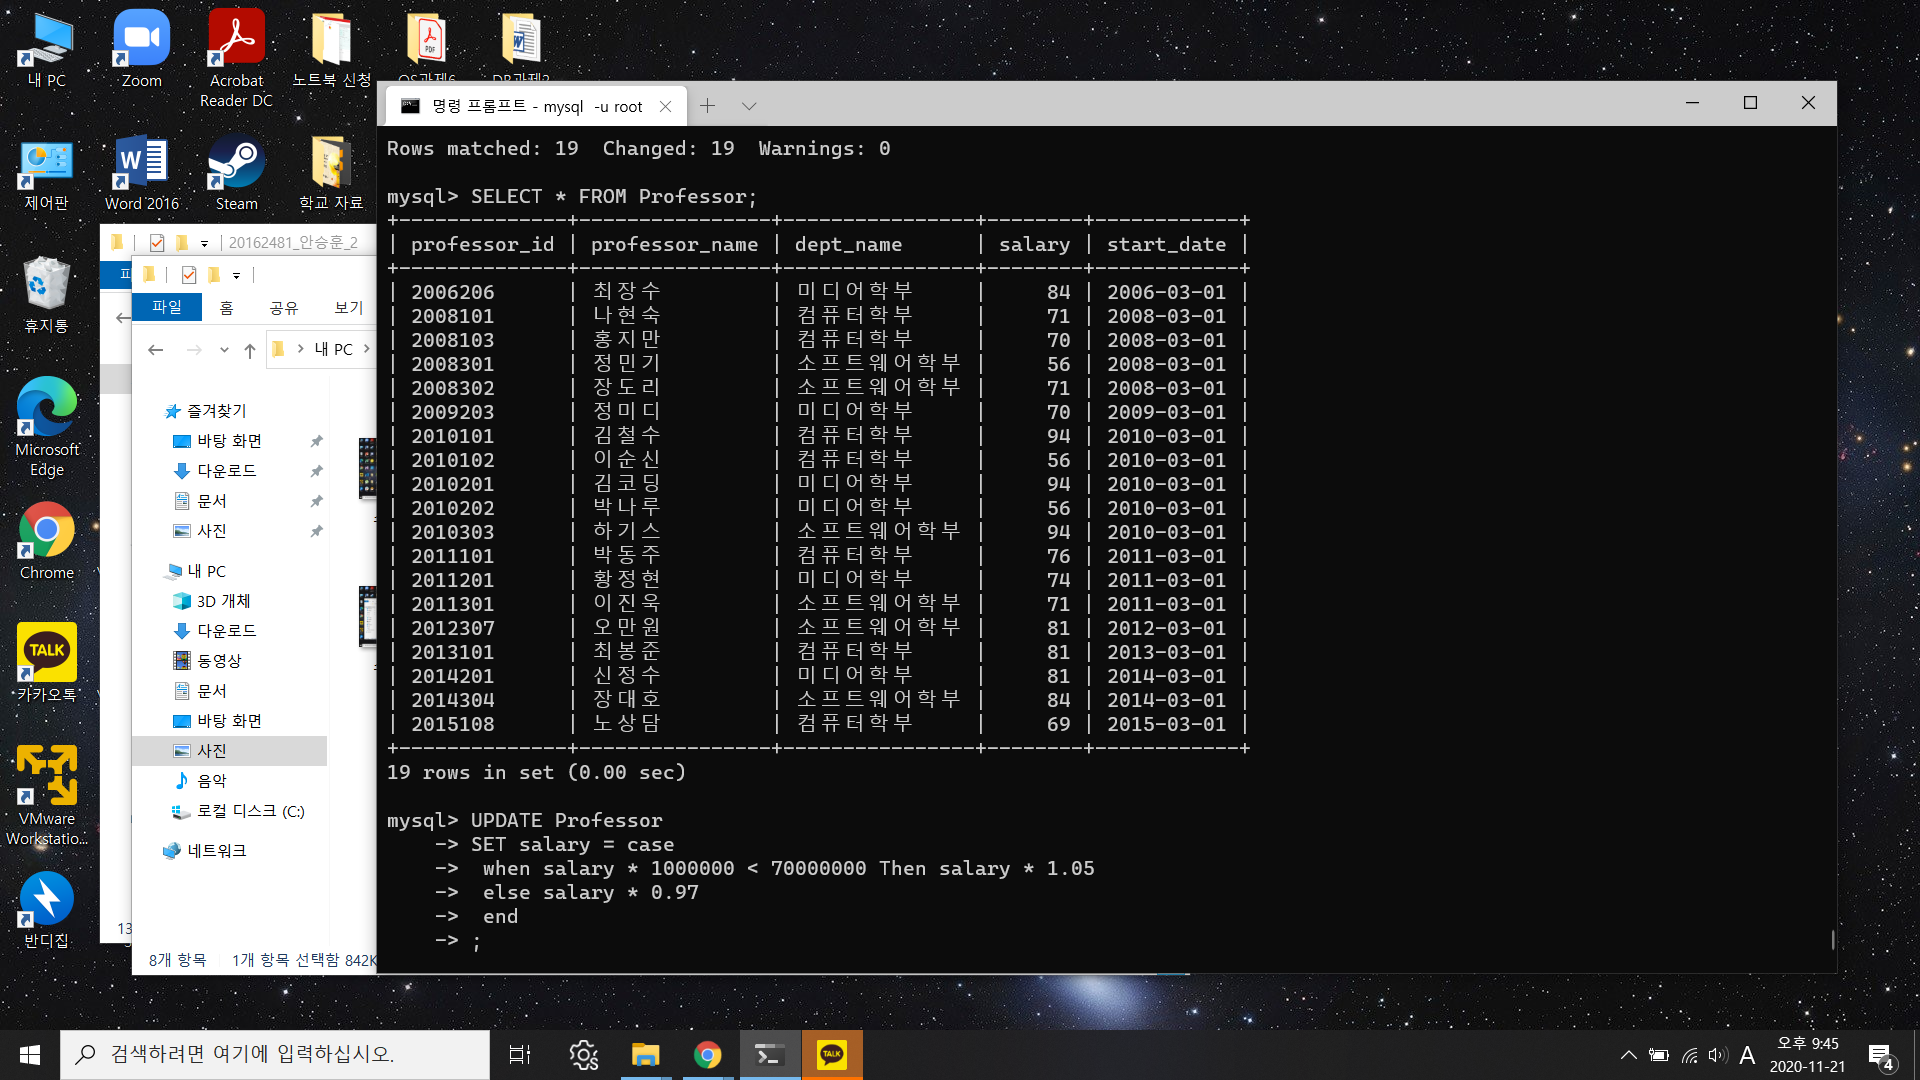 내 PC
Zoom
Acrobat
Reader DC
노트북 신청
OS과제6
DB과제2
제어판
Word 2016
Steam
학교 자료
휴지통
Microsoft
Edge
Chrome
카카오톡
VMware
Workstatio...
반디집
20162481_안승훈_2
파일 홈 공유 보기
내 PC
즐겨찾기
바탕 화면
다운로드
문서
사진
내 PC
3D 개체
다운로드
동영상
문서
바탕 화면
사진
음악
로컬 디스크 (C:)
네트워크
13
8개 항목 1개 항목 선택함 842K
명령 프롬프트 - mysql  -u root
Rows matched: 19  Changed: 19  Warnings: 0
mysql> SELECT * FROM Professor;
+--------------+----------------+----------------+--------+------------+
| professor_id | professor_name | dept_name      | salary | start_date |
+--------------+----------------+----------------+--------+------------+
| 2006206      | 최장수         | 미디어학부     |     84 | 2006-03-01 |
| 2008101      | 나현숙         | 컴퓨터학부     |     71 | 2008-03-01 |
| 2008103      | 홍지만         | 컴퓨터학부     |     70 | 2008-03-01 |
| 2008301      | 정민기         | 소프트웨어학부 |     56 | 2008-03-01 |
| 2008302      | 장도리         | 소프트웨어학부 |     71 | 2008-03-01 |
| 2009203      | 정미디         | 미디어학부     |     70 | 2009-03-01 |
| 2010101      | 김철수         | 컴퓨터학부     |     94 | 2010-03-01 |
| 2010102      | 이순신         | 컴퓨터학부     |     56 | 2010-03-01 |
| 2010201      | 김코딩         | 미디어학부     |     94 | 2010-03-01 |
| 2010202      | 박나루         | 미디어학부     |     56 | 2010-03-01 |
| 2010303      | 하기스         | 소프트웨어학부 |     94 | 2010-03-01 |
| 2011101      | 박동주         | 컴퓨터학부     |     76 | 2011-03-01 |
| 2011201      | 황정현         | 미디어학부     |     74 | 2011-03-01 |
| 2011301      | 이진욱         | 소프트웨어학부 |     71 | 2011-03-01 |
| 2012307      | 오만원         | 소프트웨어학부 |     81 | 2012-03-01 |
| 2013101      | 최봉준         | 컴퓨터학부     |     81 | 2013-03-01 |
| 2014201      | 신정수         | 미디어학부     |     81 | 2014-03-01 |
| 2014304      | 장대호         | 소프트웨어학부 |     84 | 2014-03-01 |
| 2015108      | 노상담         | 컴퓨터학부     |     69 | 2015-03-01 |
+--------------+----------------+----------------+--------+------------+
19 rows in set (0.00 sec)
mysql> UPDATE Professor
    -> SET salary = case
    ->  when salary * 1000000 < 70000000 Then salary * 1.05
    ->  else salary * 0.97
    ->  end
    -> ;
검색하려면 여기에 입력하십시오.
TALK
A
오후 9:45
2020-11-21
4